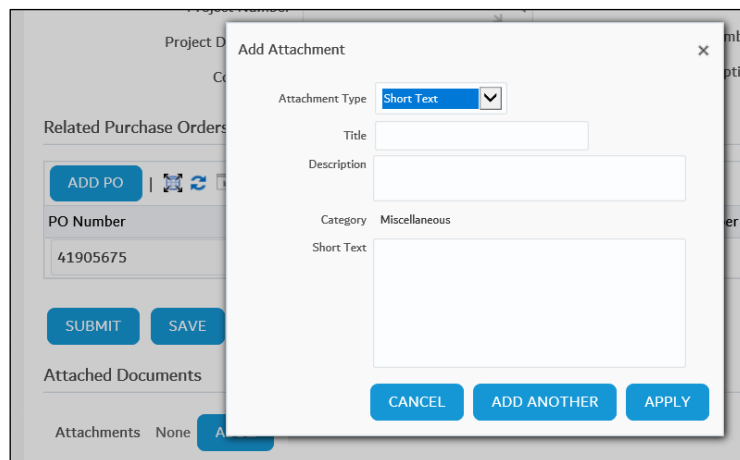 Add Attachment
×
Attachment Type Short Text
Title
Description
Category Miscellaneous
Short Text
CANCEL ADD ANOTHER APPLY
Project
Related Purchase Orders
ADD PO |
PO Number
41905675
SUBMIT SAVE
Attached Documents
Attachments None